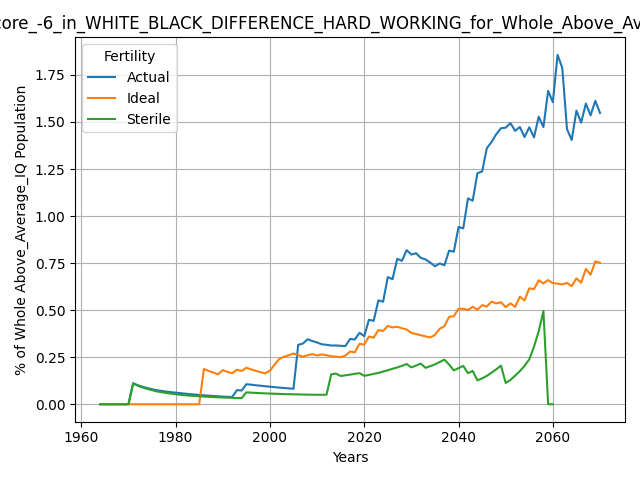 core_-6_in_WHITE_BLACK_DIFFERENCE_HARD_WORKING_for_Whole_Above_Av
Fertility
Actual
Ideal
Sterile
% of Whole Above_Average_IQ Population
1.75
1.50
1.25
1.00
0.75
0.50
0.25
0.00
1960
1980
2000
2020
2040
2060
Years